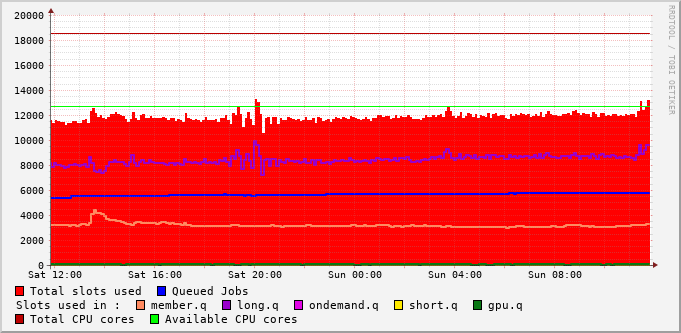 RRDTOOL / TOBI OETIKER
20000
18000
16000
14000
12000
10000
8000
6000
4000
2000
0
Sat 12:00 Sat 16:00 Sat 20:00 Sun 00:00 Sun 04:00 Sun 08:00
Total slots used Queued Jobs
Slots used in : member.q long.q ondemand.q short.q gpu.q
Total CPU cores Available CPU cores